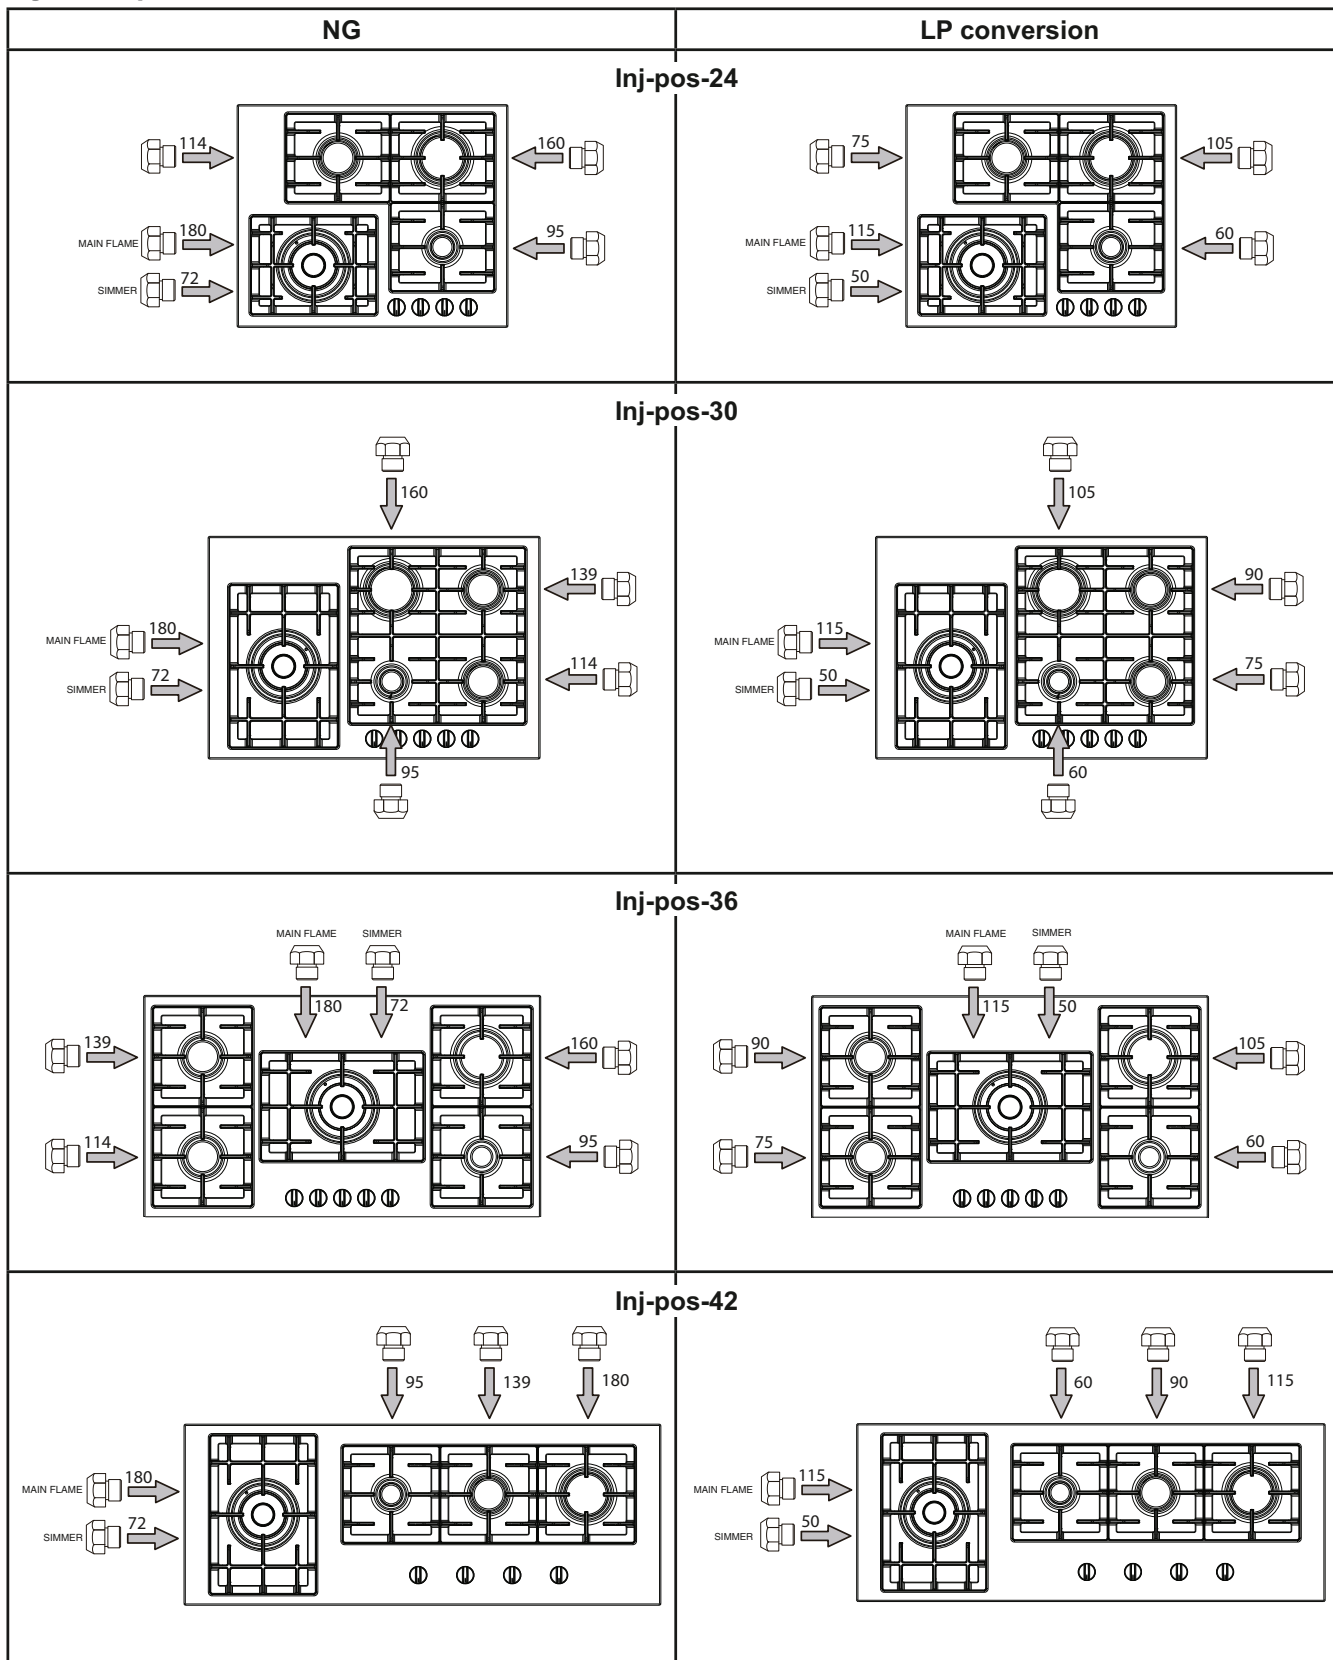 NG LP conversion
Inj-pos-24
114 160
MAIN FLAME 180 95
SIMMER 72
75 105
MAIN FLAME 115 60
SIMMER 50
Inj-pos-30
160
139
MAIN FLAME 180
114
SIMMER 72
95
105
90
MAIN FLAME 115
75
SIMMER 50
60
Inj-pos-36
MAIN FLAME SIMMER
180 72
139 160
114 95
MAIN FLAME SIMMER
115 50
90 105
75 60
Inj-pos-42
95 139 180
MAIN FLAME 180
SIMMER 72
60 90 115
MAIN FLAME 115
SIMMER 50